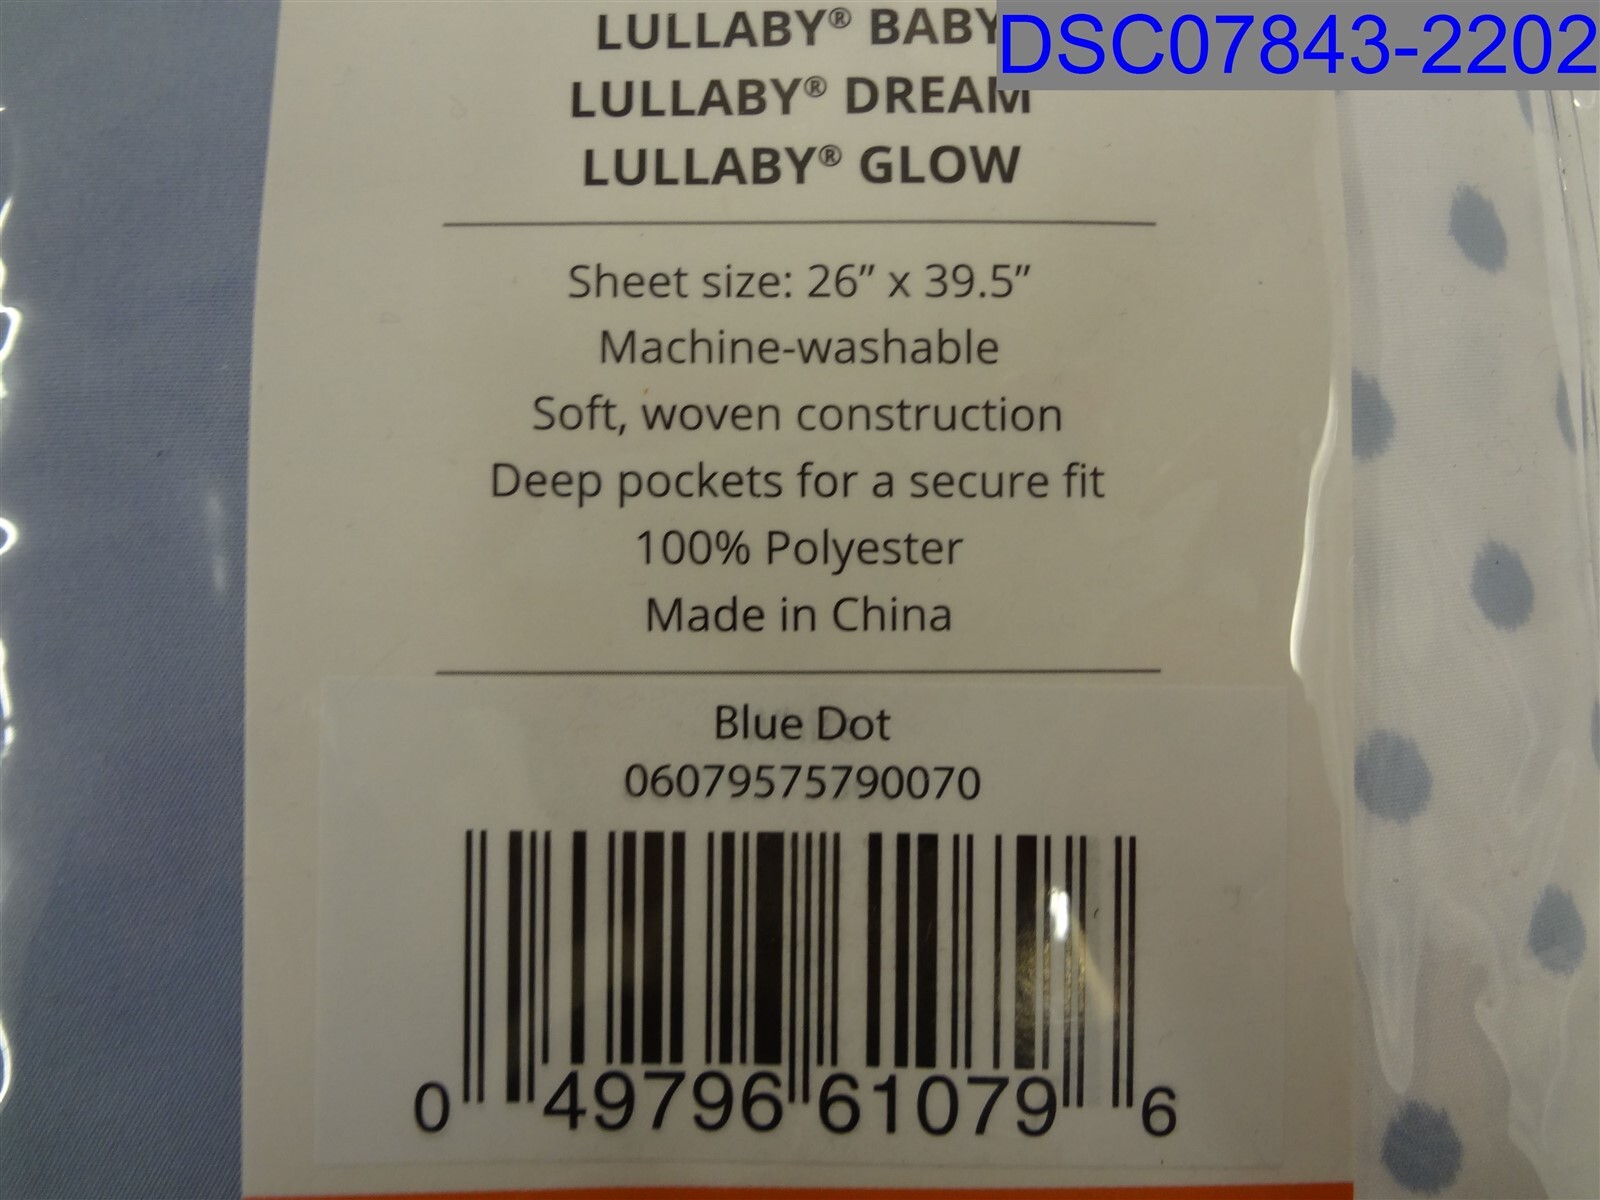 LULLABY® BABY
DSC07843-2202
LULLABY® DREAM
LULLABY® GLOW
Sheet size: 26” x 39.5”
Machine-washable
Soft, woven construction
Deep pockets for a secure fit
100% Polyester
Made in China
Blue Dot
06079575790070
0 49796 61079 6